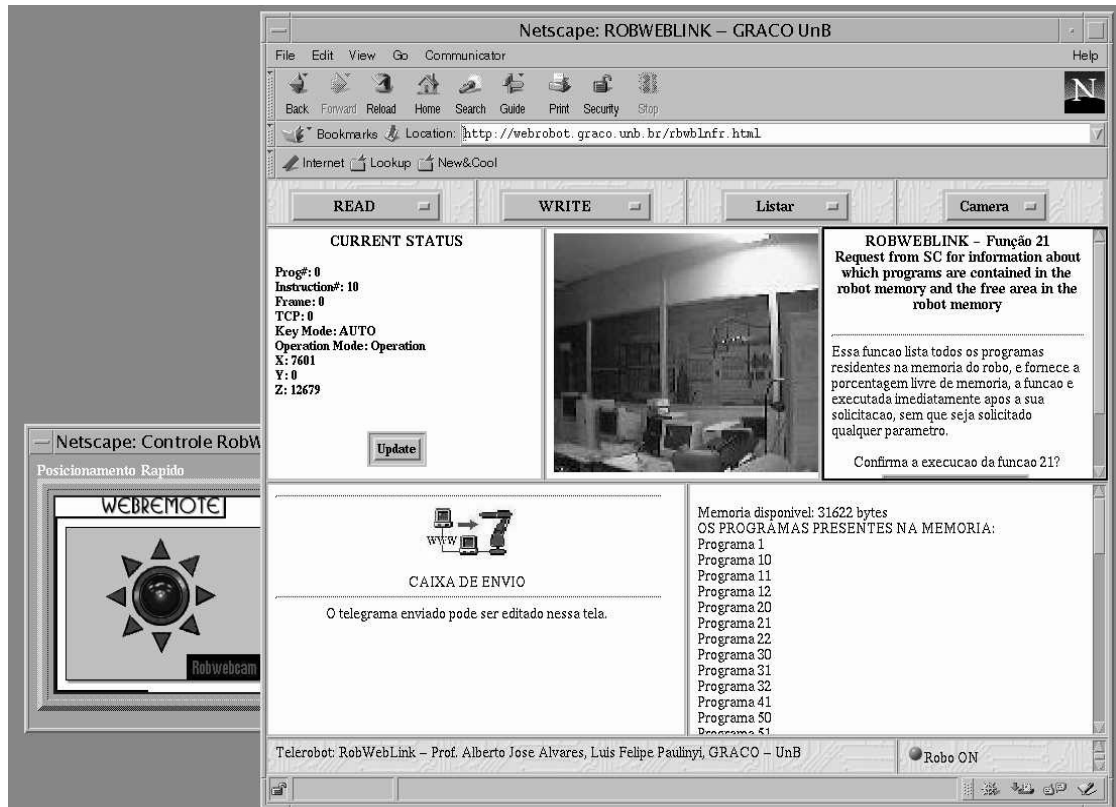 Netscape: ROBWEBLINK – GRACO UnB
File Edit View Go Communicator Help
Back Forward Reload Home Search Guide Print Security Stop
N
Bookmarks Location: http://webrobot.graco.unb.br/rbwblnfr.html
Internet Lookup New&Cool
READ WRITE Listar Camera
CURRENT STATUS
Prog#: 0
Instruction#: 10
Frame: 0
TCP: 0
Key Mode: AUTO
Operation Mode: Operation
X: 7601
Y: 0
Z: 12679
Update
ROBWEBLINK – Função 21
Request from SC for information about
which programs are contained in the
robot memory and the free area in the
robot memory
Essa funcao lista todos os programas
residentes na memoria do robo, e fornece a
porcentagem livre de memoria, a funcao e
executada imediatamente apos a sua
solicitacao, sem que seja solicitado
qualquer parametro.
Confirma a execucao da funcao 21?
Netscape: Controle RobW
Posicionamento Rapido
WEBREMOTE
Robwebcam
WWW
CAIXA DE ENVIO
O telegrama enviado pode ser editado nessa tela.
Memoria disponivel: 31622 bytes
OS PROGRAMAS PRESENTES NA MEMORIA:
Programa 1
Programa 10
Programa 11
Programa 12
Programa 20
Programa 21
Programa 22
Programa 30
Programa 31
Programa 32
Programa 41
Programa 50
Programa 51
Telerobot: RobWebLink – Prof. Alberto Jose Alvares, Luis Felipe Paulinyi, GRACO – UnB
Robo ON